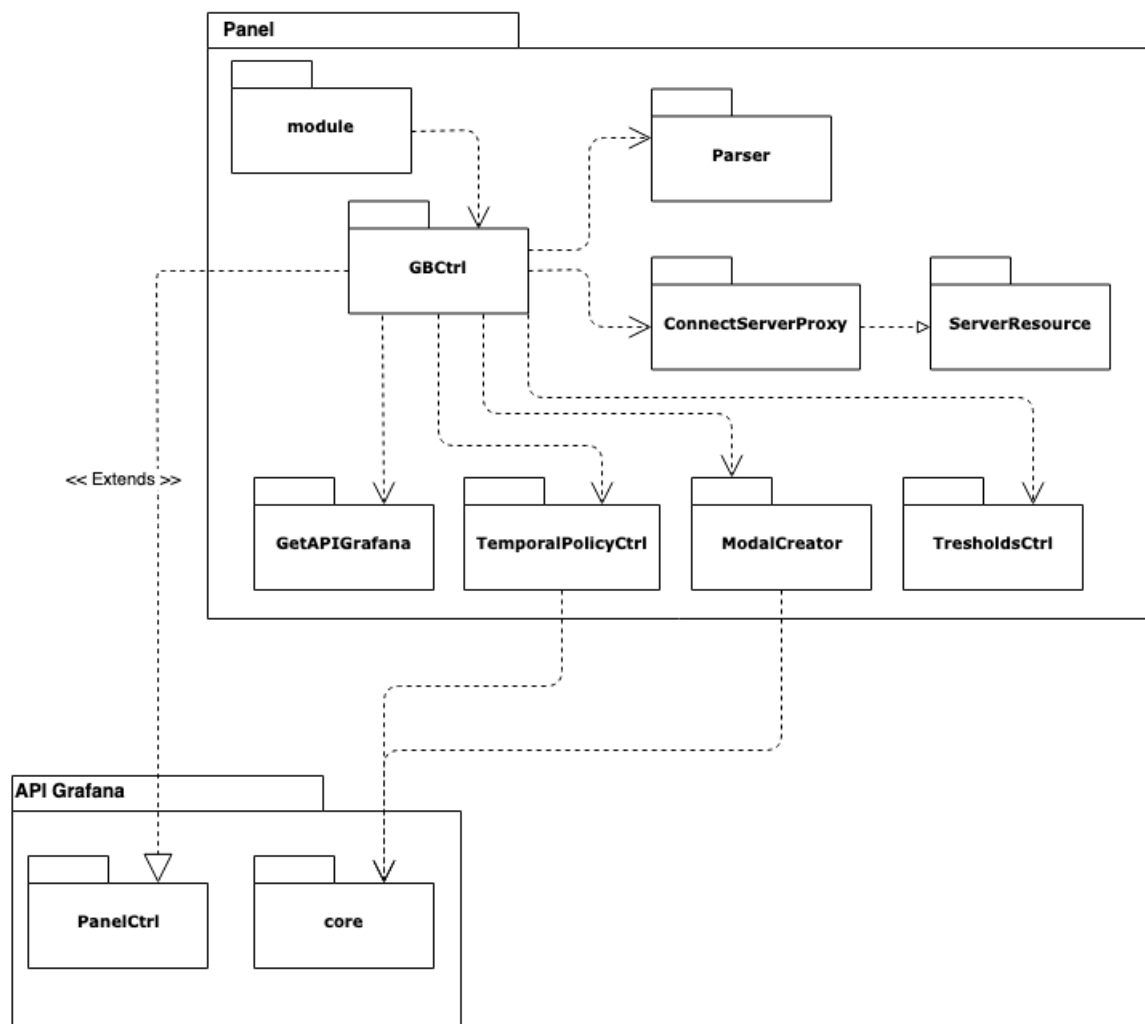 Panel
module
Parser
GBCtrl
ConnectServerProxy
ServerResource
<< Extends >>
GetAPIGrafana
TemporalPolicyCtrl
ModalCreator
TresholdsCtrl
API Grafana
PanelCtrl
core